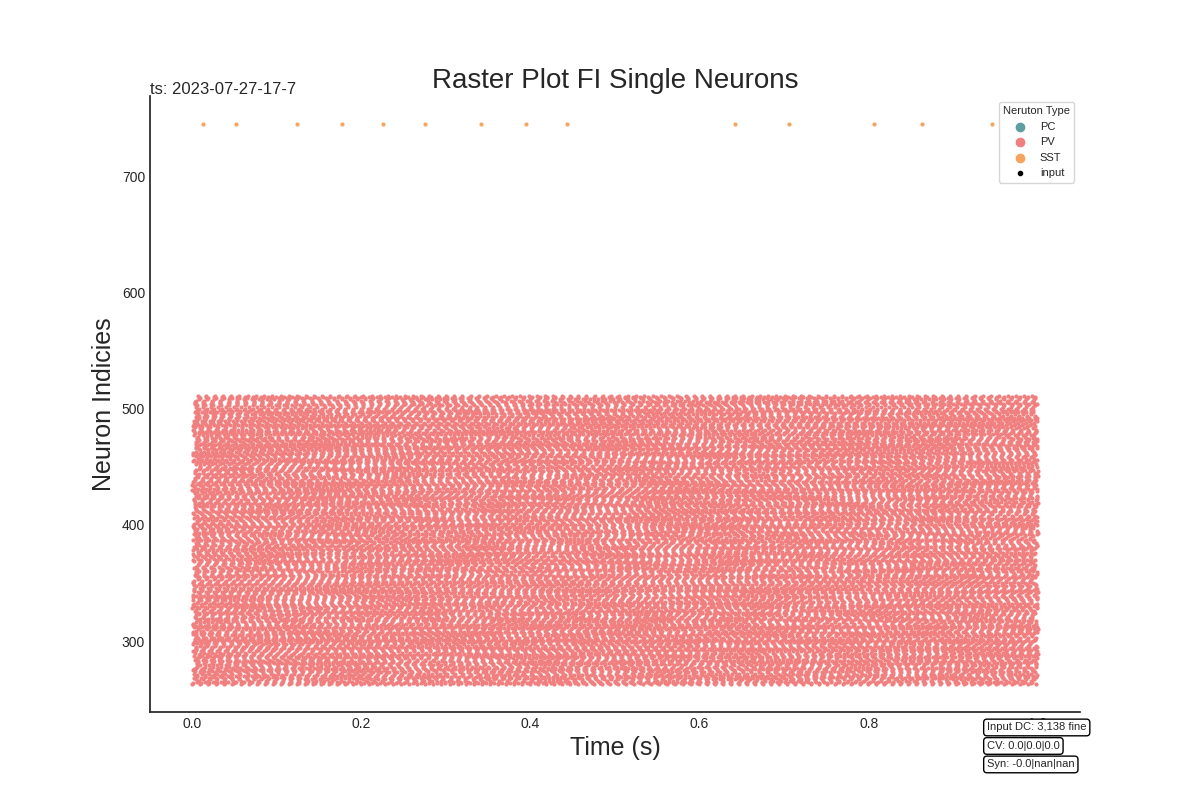 Raster Plot FI Single Neurons
ts: 2023-07-27-17-7
Neruton Type
PC
PV
SST
input
700
600
500
400
300
Neuron Indicies
0.0 0.2 0.4 0.6 0.8
Time (s)
Input DC: 3,138 fine
CV: 0.0|0.0|0.0
Syn: -0.0|nan|nan